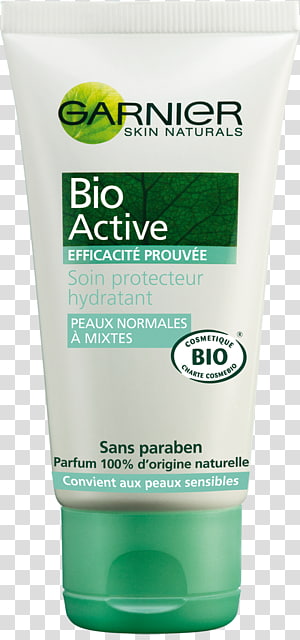 GARNIER
SKIN NATURALS
Bio
Active
EFFICACITÉ PROUVÉE
Soin protecteur
hydratant
PEAUX NORMALES
À MIXTES
COSMETIQUE
BIO
®
CHARTE COSMEBIO
Sans paraben
Parfum 100% d'origine naturelle
Convient aux peaux sensibles